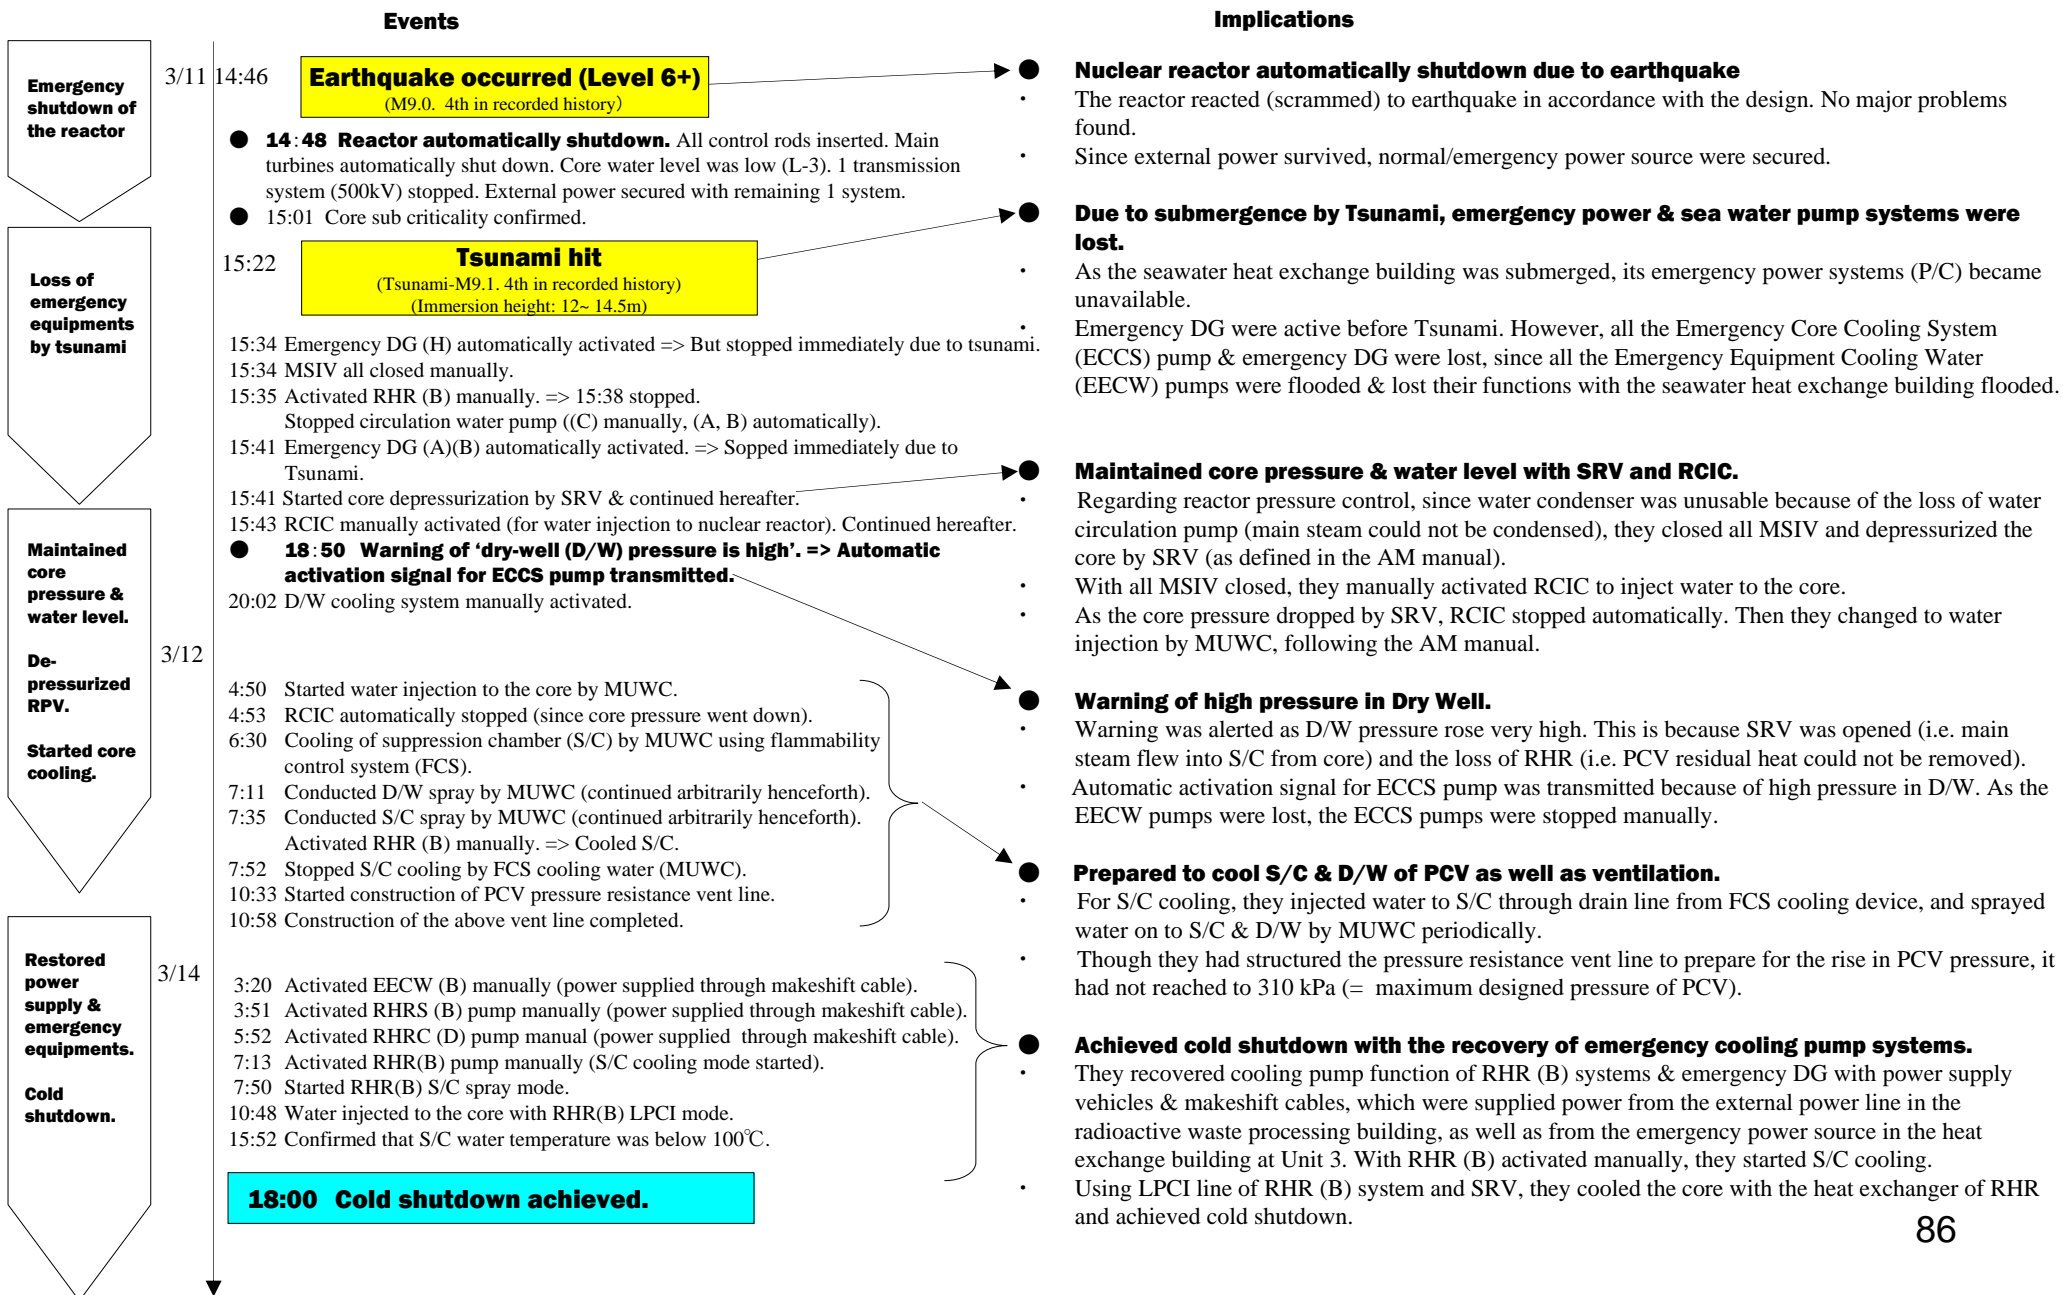 Events
Implications
Emergency
shutdown of
the reactor
3/11 14:46
Earthquake occurred (Level 6+)
(M9.0. 4th in recorded history)
● 14:48 Reactor automatically shutdown. All control rods inserted. Main
turbines automatically shut down. Core water level was low (L-3). 1 transmission
system (500kV) stopped. External power secured with remaining 1 system.
● 15:01 Core sub criticality confirmed.
● Nuclear reactor automatically shutdown due to earthquake
・ The reactor reacted (scrammed) to earthquake in accordance with the design. No major problems
found.
・ Since external power survived, normal/emergency power source were secured.
Loss of
emergency
equipments
by tsunami
15:22
Tsunami hit
(Tsunami-M9.1. 4th in recorded history)
(Immersion height: 12~ 14.5m)
15:34 Emergency DG (H) automatically activated => But stopped immediately due to tsunami.
15:34 MSIV all closed manually.
15:35 Activated RHR (B) manually. => 15:38 stopped.
Stopped circulation water pump ((C) manually, (A, B) automatically).
15:41 Emergency DG (A)(B) automatically activated. => Sopped immediately due to
Tsunami.
15:41 Started core depressurization by SRV & continued hereafter.
15:43 RCIC manually activated (for water injection to nuclear reactor). Continued hereafter.
● 18:50 Warning of ‘dry-well (D/W) pressure is high’. => Automatic
activation signal for ECCS pump transmitted.
20:02 D/W cooling system manually activated.
● Due to submergence by Tsunami, emergency power & sea water pump systems were
lost.
・ As the seawater heat exchange building was submerged, its emergency power systems (P/C) became
unavailable.
・ Emergency DG were active before Tsunami. However, all the Emergency Core Cooling System
(ECCS) pump & emergency DG were lost, since all the Emergency Equipment Cooling Water
(EECW) pumps were flooded & lost their functions with the seawater heat exchange building flooded.
● Maintained core pressure & water level with SRV and RCIC.
・ Regarding reactor pressure control, since water condenser was unusable because of the loss of water
circulation pump (main steam could not be condensed), they closed all MSIV and depressurized the
core by SRV (as defined in the AM manual).
・ With all MSIV closed, they manually activated RCIC to inject water to the core.
・ As the core pressure dropped by SRV, RCIC stopped automatically. Then they changed to water
injection by MUWC, following the AM manual.
Maintained
core
pressure &
water level.
De-
pressurized
RPV.
Started core
cooling.
3/12
4:50 Started water injection to the core by MUWC.
4:53 RCIC automatically stopped (since core pressure went down).
6:30 Cooling of suppression chamber (S/C) by MUWC using flammability
control system (FCS).
7:11 Conducted D/W spray by MUWC (continued arbitrarily henceforth).
7:35 Conducted S/C spray by MUWC (continued arbitrarily henceforth).
Activated RHR (B) manually. => Cooled S/C.
7:52 Stopped S/C cooling by FCS cooling water (MUWC).
10:33 Started construction of PCV pressure resistance vent line.
10:58 Construction of the above vent line completed.
● Warning of high pressure in Dry Well.
・ Warning was alerted as D/W pressure rose very high. This is because SRV was opened (i.e. main
steam flew into S/C from core) and the loss of RHR (i.e. PCV residual heat could not be removed).
・ Automatic activation signal for ECCS pump was transmitted because of high pressure in D/W. As the
EECW pumps were lost, the ECCS pumps were stopped manually.
● Prepared to cool S/C & D/W of PCV as well as ventilation.
・ For S/C cooling, they injected water to S/C through drain line from FCS cooling device, and sprayed
water on to S/C & D/W by MUWC periodically.
・ Though they had structured the pressure resistance vent line to prepare for the rise in PCV pressure, it
had not reached to 310 kPa (= maximum designed pressure of PCV).
Restored
power
supply &
emergency
equipments.
Cold
shutdown.
3/14
3:20 Activated EECW (B) manually (power supplied through makeshift cable).
3:51 Activated RHRS (B) pump manually (power supplied through makeshift cable).
5:52 Activated RHRC (D) pump manual (power supplied through makeshift cable).
7:13 Activated RHR(B) pump manually (S/C cooling mode started).
7:50 Started RHR(B) S/C spray mode.
10:48 Water injected to the core with RHR(B) LPCI mode.
15:52 Confirmed that S/C water temperature was below 100℃.
18:00 Cold shutdown achieved.
● Achieved cold shutdown with the recovery of emergency cooling pump systems.
・ They recovered cooling pump function of RHR (B) systems & emergency DG with power supply
vehicles & makeshift cables, which were supplied power from the external power line in the
radioactive waste processing building, as well as from the emergency power source in the heat
exchange building at Unit 3. With RHR (B) activated manually, they started S/C cooling.
・ Using LPCI line of RHR (B) system and SRV, they cooled the core with the heat exchanger of RHR
and achieved cold shutdown.
86